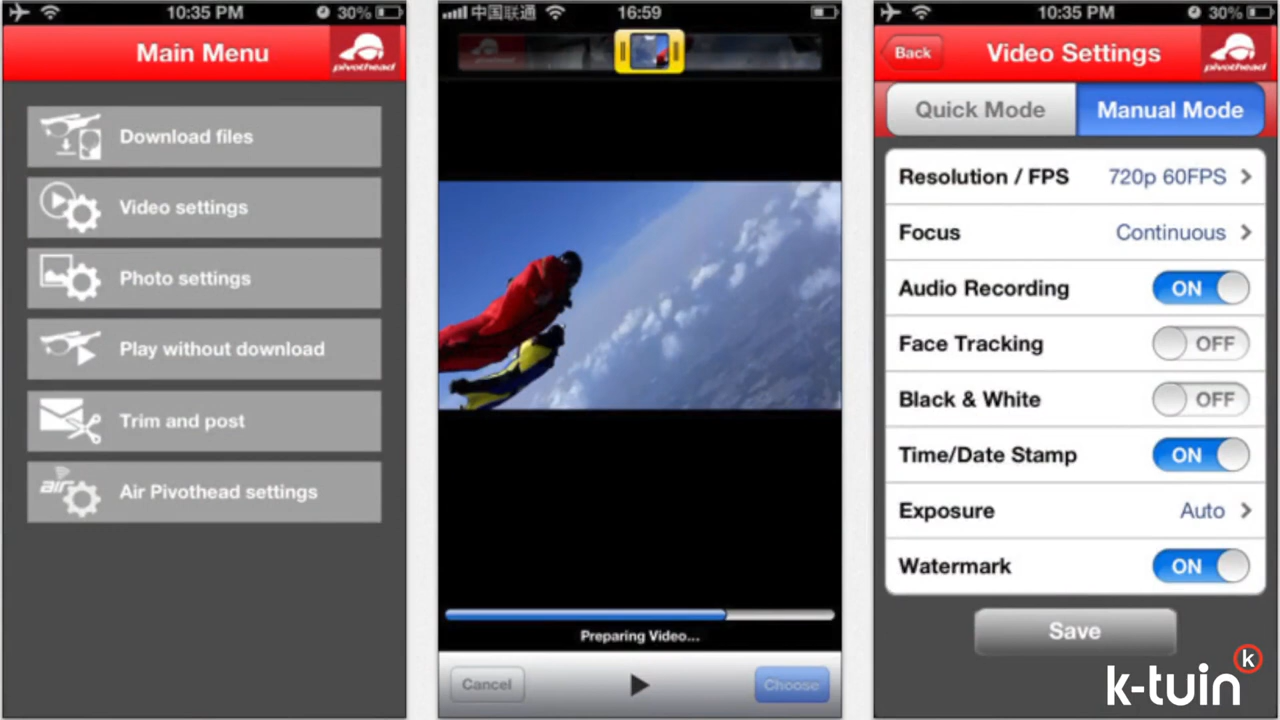 10:35 PM
30%
Main Menu
pivothead
Download files
Video settings
Photo settings
Play without download
Trim and post
air
Air Pivothead settings
中国联通
16:59
Preparing Video...
Cancel
Choose
10:35 PM
30%
Back
Video Settings
pivothead
Quick Mode
Manual Mode
Resolution / FPS
720p 60FPS
Focus
Continuous
Audio Recording
ON
Face Tracking
OFF
Black & White
OFF
Time/Date Stamp
ON
Exposure
Auto
Watermark
ON
Save
k-tuin
k